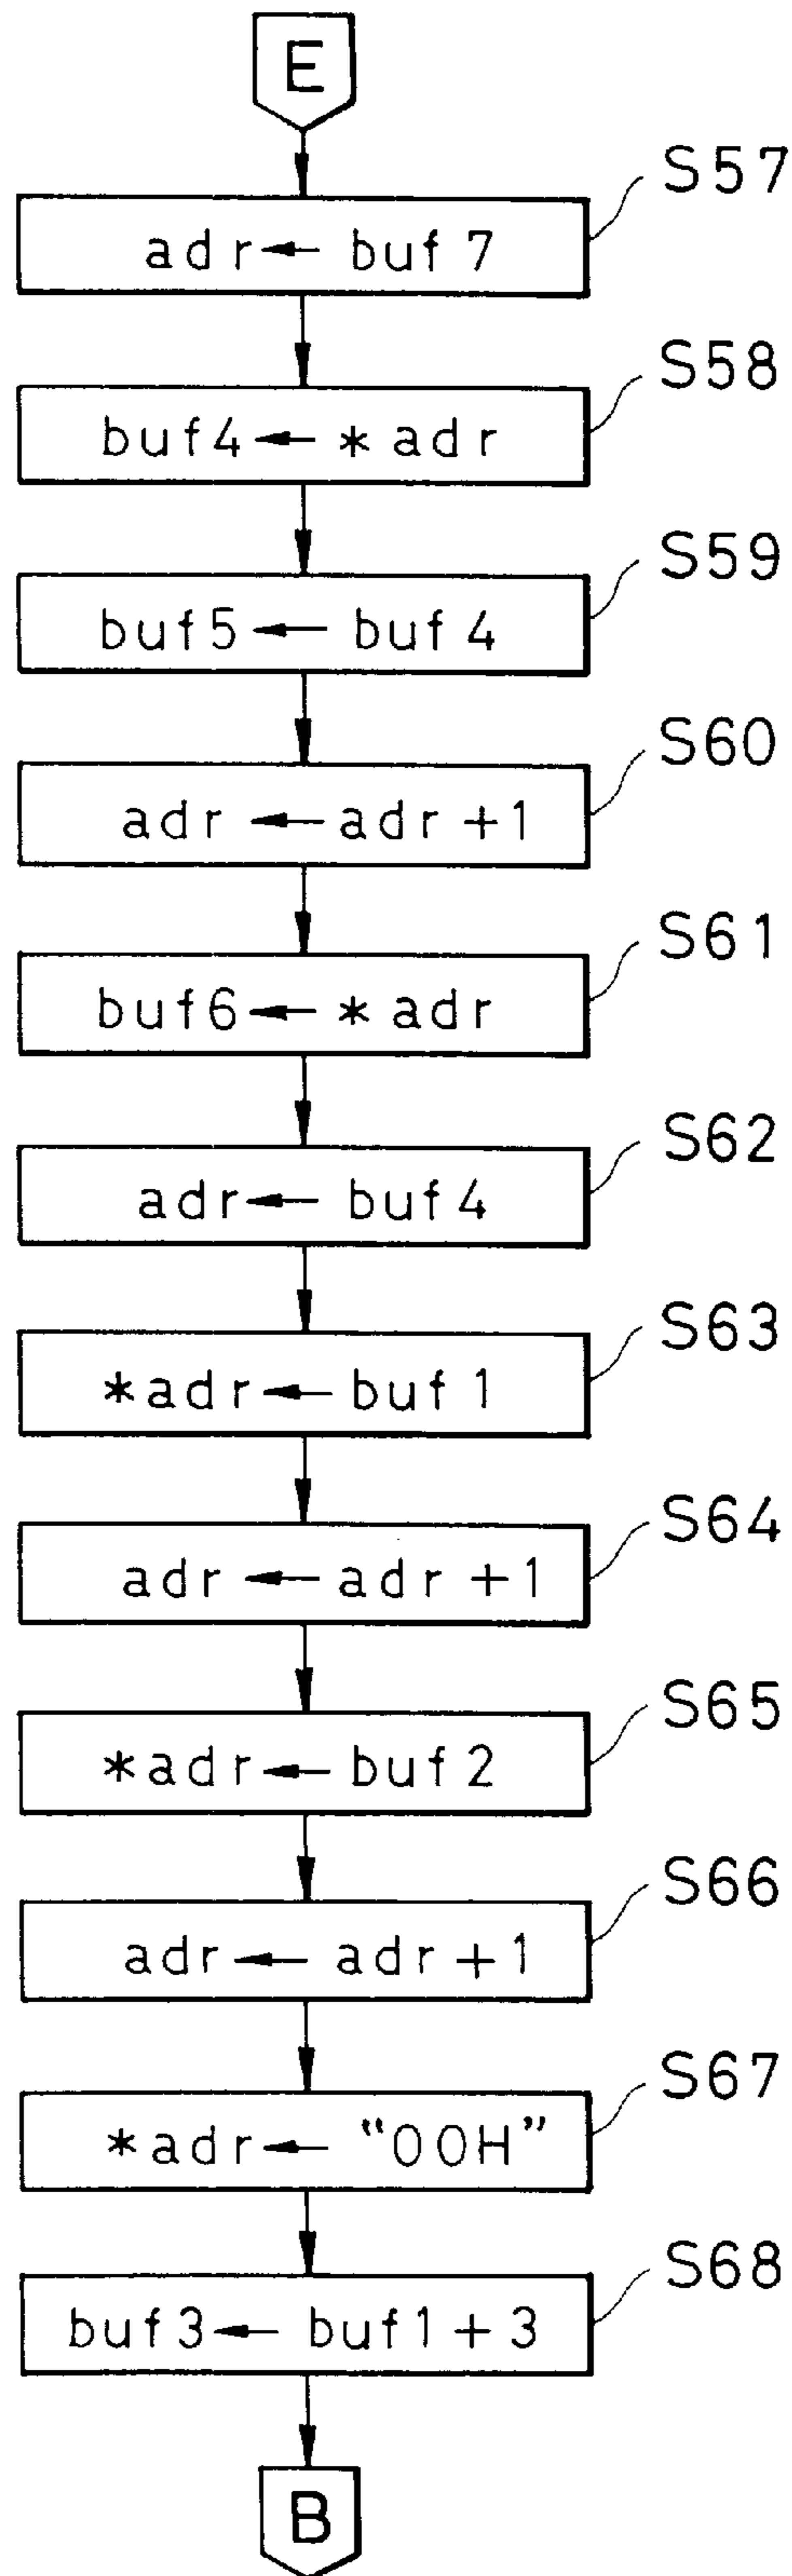 E
S57
adr ← buf 7
S58
buf4 ← * adr
S59
buf5 ← buf 4
S60
adr ← adr + 1
S61
buf6 ← * adr
S62
adr ← buf 4
S63
*adr ← buf 1
S64
adr ← adr + 1
S65
*adr ← buf 2
S66
adr ← adr + 1
S67
*adr ← “00H”
S68
buf3 ← buf1 + 3
B